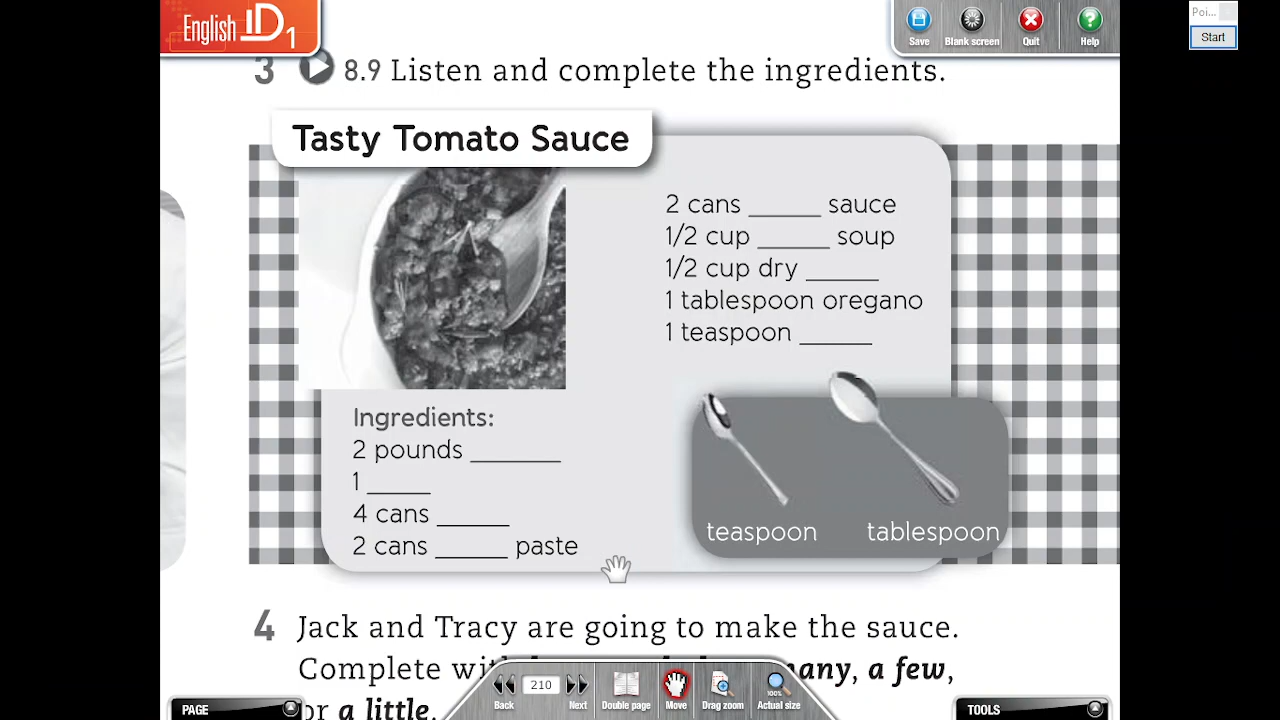 English ID 1
Save
Blank screen
Quit
Help
Poi...
Start
3 8.9 Listen and complete the ingredients.
Tasty Tomato Sauce
2 cans ______ sauce
1/2 cup ______ soup
1/2 cup dry ______
1 tablespoon oregano
1 teaspoon ______
Ingredients:
2 pounds _______
1 _____
4 cans ______
2 cans ______ paste
teaspoon
tablespoon
4 Jack and Tracy are going to make the sauce.
Complete with many, a few,
or a little.
PAGE
Back
210
Next
Double page
Move
Drag zoom
100%
Actual size
TOOLS